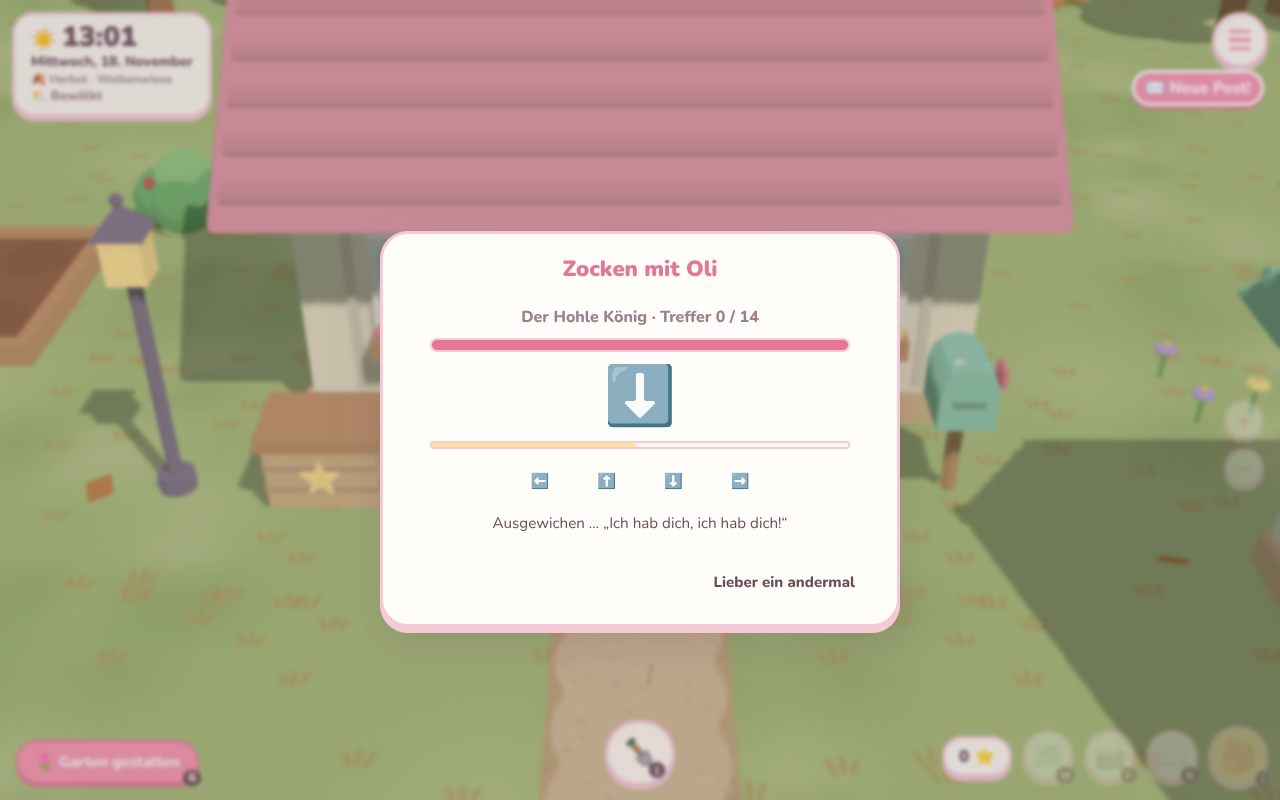 13:01
Mittwoch, 18. November
Herbst · Wolkenwiese
Bewölkt
Neue Post!
Zocken mit Oli
Der Hohle König · Treffer 0 / 14
Ausgewichen ... „Ich hab dich, ich hab dich!“
Lieber ein andermal
Garten gestalten
0